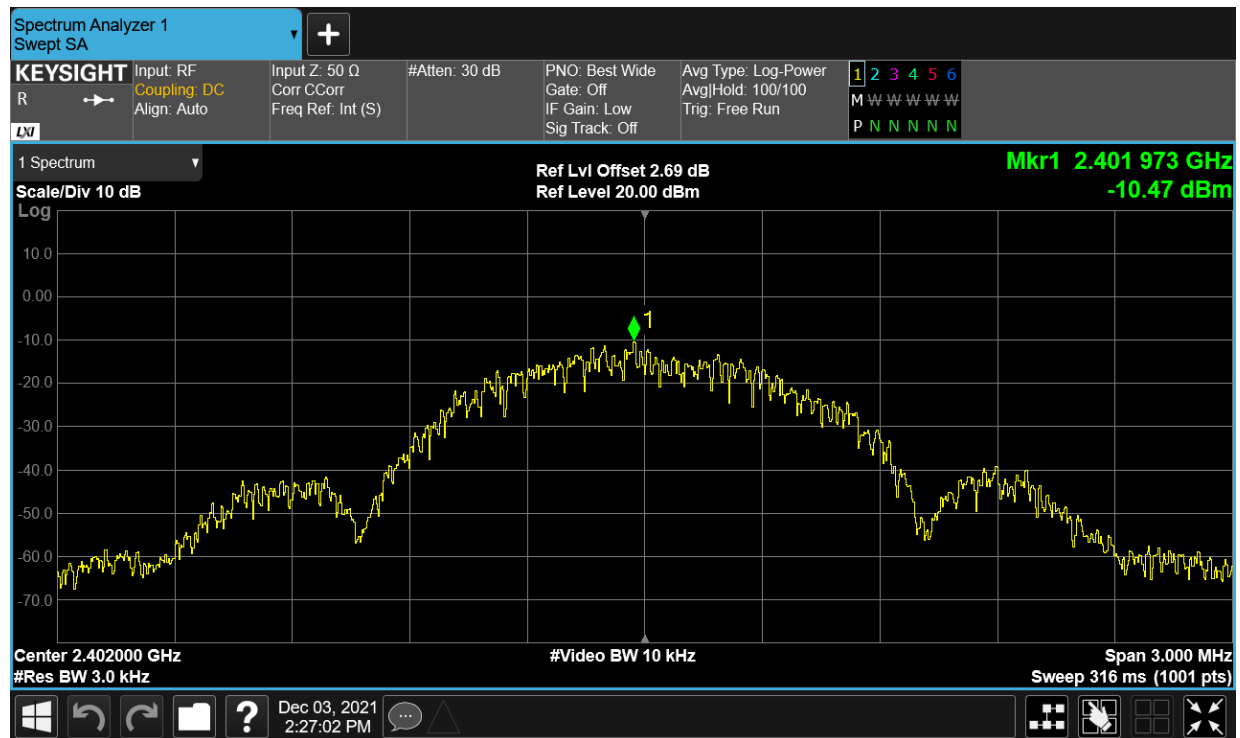 Spectrum Analyzer 1
Swept SA
+
KEYSIGHT Input: RF Input Z: 50 Ω #Atten: 30 dB PNO: Best Wide Avg Type: Log-Power 1 2 3 4 5 6
R Coupling: DC Corr CCorr Gate: Off Avg|Hold: 100/100 M W W W W W
Align: Auto Freq Ref: Int (S) IF Gain: Low Trig: Free Run
LXI Sig Track: Off P N N N N N N
1 Spectrum Ref Lvl Offset 2.69 dB Mkr1 2.401 973 GHz
Scale/Div 10 dB Ref Level 20.00 dBm -10.47 dBm
Log
10.0
0.00
1
-10.0
-20.0
-30.0
-40.0
-50.0
-60.0
-70.0
Center 2.402000 GHz #Video BW 10 kHz Span 3.000 MHz
#Res BW 3.0 kHz Sweep 316 ms (1001 pts)
? Dec 03, 2021
2:27:02 PM